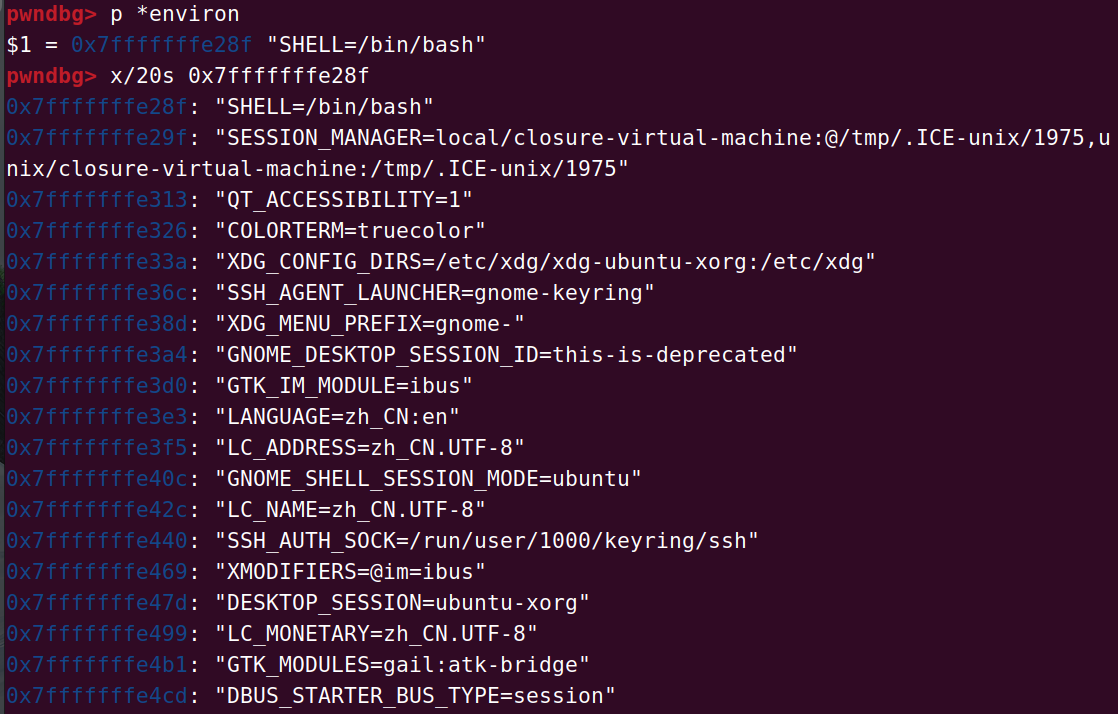 pwndbg> p *environ
$1 = 0x7fffffffe28f "SHELL=/bin/bash"
pwndbg> x/20s 0x7fffffffe28f
0x7fffffffe28f: "SHELL=/bin/bash"
0x7fffffffe29f: "SESSION_MANAGER=local/closure-virtual-machine:@/tmp/.ICE-unix/1975,u
nix/closure-virtual-machine:/tmp/.ICE-unix/1975"
0x7fffffffe313: "QT_ACCESSIBILITY=1"
0x7fffffffe326: "COLORTERM=truecolor"
0x7fffffffe33a: "XDG_CONFIG_DIRS=/etc/xdg/xdg-ubuntu-xorg:/etc/xdg"
0x7fffffffe36c: "SSH_AGENT_LAUNCHER=gnome-keyring"
0x7fffffffe38d: "XDG_MENU_PREFIX=gnome-"
0x7fffffffe3a4: "GNOME_DESKTOP_SESSION_ID=this-is-deprecated"
0x7fffffffe3d0: "GTK_IM_MODULE=ibus"
0x7fffffffe3e3: "LANGUAGE=zh_CN:en"
0x7fffffffe3f5: "LC_ADDRESS=zh_CN.UTF-8"
0x7fffffffe40c: "GNOME_SHELL_SESSION_MODE=ubuntu"
0x7fffffffe42c: "LC_NAME=zh_CN.UTF-8"
0x7fffffffe440: "SSH_AUTH_SOCK=/run/user/1000/keyring/ssh"
0x7fffffffe469: "XMODIFIERS=@im=ibus"
0x7fffffffe47d: "DESKTOP_SESSION=ubuntu-xorg"
0x7fffffffe499: "LC_MONETARY=zh_CN.UTF-8"
0x7fffffffe4b1: "GTK_MODULES=gail:atk-bridge"
0x7fffffffe4cd: "DBUS_STARTER_BUS_TYPE=session"